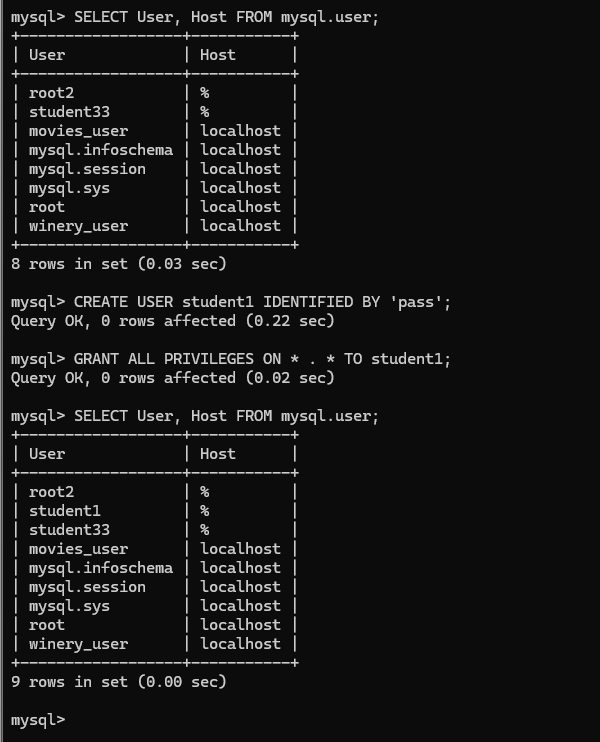 mysql> SELECT User, Host FROM mysql.user;
+------------------+-----------+
| User             | Host      |
+------------------+-----------+
| root2            | %         |
| student33        | %         |
| movies_user      | localhost |
| mysql.infoschema | localhost |
| mysql.session    | localhost |
| mysql.sys        | localhost |
| root             | localhost |
| winery_user      | localhost |
+------------------+-----------+
8 rows in set (0.03 sec)

mysql> CREATE USER student1 IDENTIFIED BY 'pass';
Query OK, 0 rows affected (0.22 sec)

mysql> GRANT ALL PRIVILEGES ON * . * TO student1;
Query OK, 0 rows affected (0.02 sec)

mysql> SELECT User, Host FROM mysql.user;
+------------------+-----------+
| User             | Host      |
+------------------+-----------+
| root2            | %         |
| student1         | %         |
| student33        | %         |
| movies_user      | localhost |
| mysql.infoschema | localhost |
| mysql.session    | localhost |
| mysql.sys        | localhost |
| root             | localhost |
| winery_user      | localhost |
+------------------+-----------+
9 rows in set (0.00 sec)

mysql>